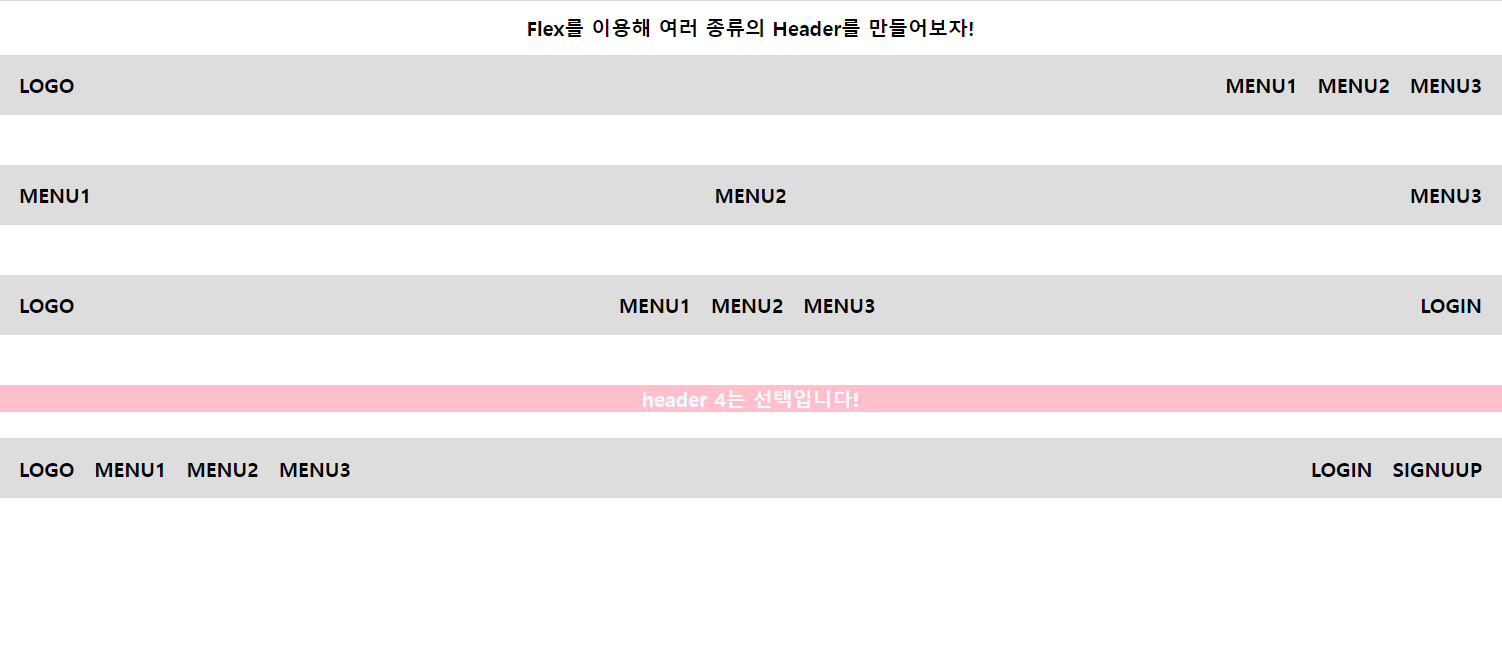 Flex를 이용해 여러 종류의 Header를 만들어보자!
LOGO MENU1 MENU2 MENU3
MENU1 MENU2 MENU3
LOGO MENU1 MENU2 MENU3 LOGIN
header 4는 선택입니다!
LOGO MENU1 MENU2 MENU3 LOGIN SIGNUUP